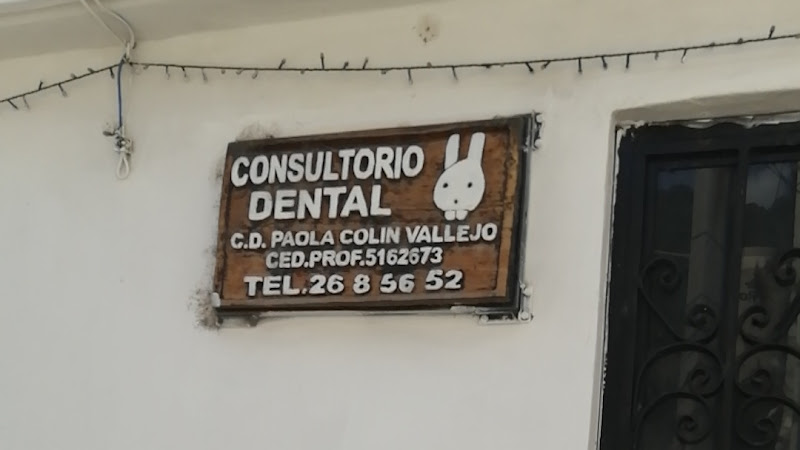 CONSULTORIO
DENTAL
C.D. PAOLA COLIN VALLEJO
CED.PROF.5162673
TEL.26 8 56 52